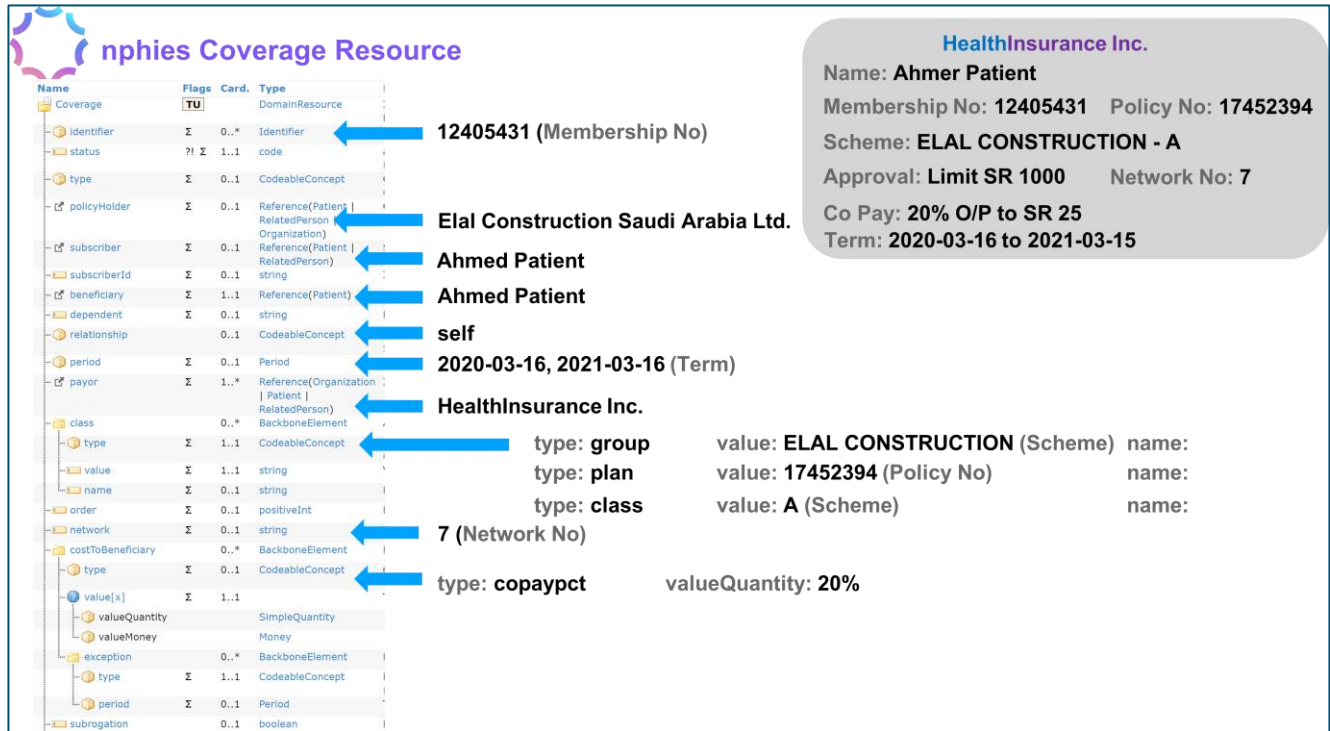 nphies Coverage Resource
HealthInsurance Inc.
Name: Ahmer Patient
Membership No: 12405431 Policy No: 17452394
Scheme: ELAL CONSTRUCTION - A
Approval: Limit SR 1000 Network No: 7
Co Pay: 20% O/P to SR 25
Term: 2020-03-16 to 2021-03-15
Name Flags Card. Type
Coverage TU DomainResource
identifier Σ 0..* Identifier
12405431 (Membership No)
status ?! Σ 1..1 code
type Σ 0..1 CodeableConcept
policyHolder Σ 0..1 Reference(Patient |
RelatedPerson
Organization)
Elal Construction Saudi Arabia Ltd.
subscriber Σ 0..1 Reference(Patient |
RelatedPerson)
Ahmed Patient
subscriberId Σ 0..1 string
beneficiary Σ 1..1 Reference(Patient)
Ahmed Patient
dependent Σ 0..1 string
relationship 0..1 CodeableConcept
self
period Σ 0..1 Period
2020-03-16, 2021-03-16 (Term)
payor Σ 1..* Reference(Organization
| Patient |
RelatedPerson)
HealthInsurance Inc.
class 0..* BackboneElement
type Σ 1..1 CodeableConcept
type: group value: ELAL CONSTRUCTION (Scheme) name:
value Σ 1..1 string
type: plan value: 17452394 (Policy No) name:
name Σ 0..1 string
type: class value: A (Scheme) name:
order Σ 0..1 positiveInt
network Σ 0..1 string
7 (Network No)
costToBeneficiary 0..* BackboneElement
type Σ 0..1 CodeableConcept
type: copaypct valueQuantity: 20%
value[x] Σ 1..1
valueQuantity SimpleQuantity
valueMoney Money
exception 0..* BackboneElement
type Σ 1..1 CodeableConcept
period Σ 0..1 Period
subrogation 0..1 boolean